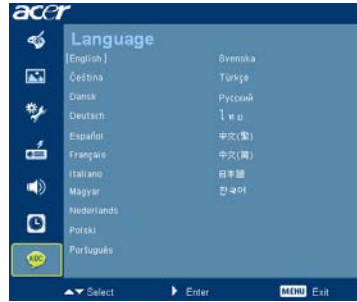 acer
Language
[English]
Čeština
Dansk
Deutsch
Español
Français
Italiano
Magyar
Nederlands
Polski
Português
Svenska
Türkçe
Русский
ไทย
中文(繁)
中文(简)
日本語
한국어
ABC
Select
Enter
MENU Exit